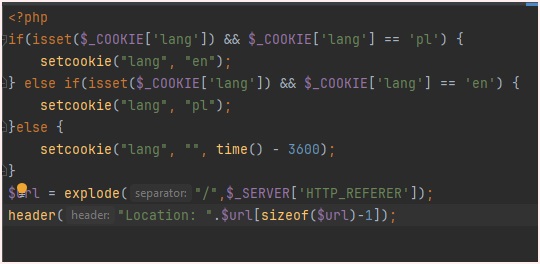 <?php
if(isset($_COOKIE['lang']) && $_COOKIE['lang'] == 'pl') {
    setcookie("lang", "en");
} else if(isset($_COOKIE['lang']) && $_COOKIE['lang'] == 'en') {
    setcookie("lang", "pl");
}else {
    setcookie("lang", "", time() - 3600);
}
$url = explode( separator: "/",$_SERVER['HTTP_REFERER']);
header( header: "Location: ".$url[sizeof($url)-1]);